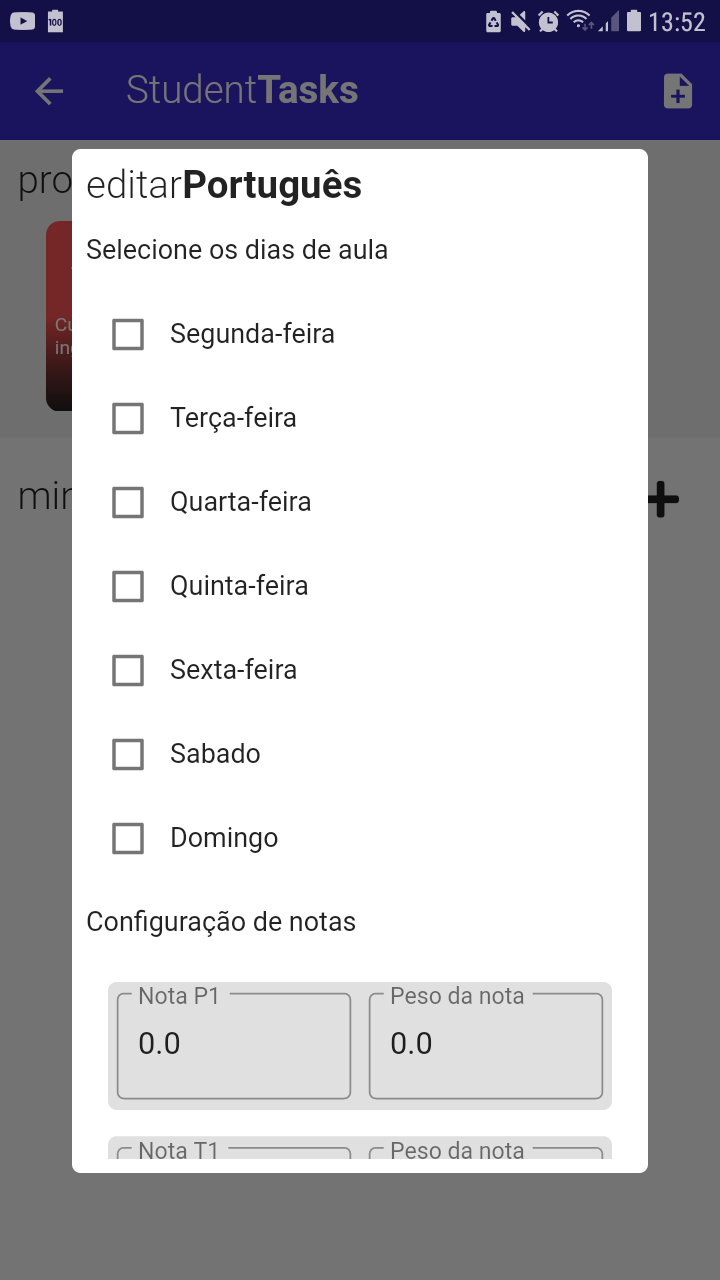 100 13:52
StudentTasks
pro
editarPortuguês
Selecione os dias de aula
Segunda-feira
Cu
in
Terça-feira
min
Quarta-feira
Quinta-feira
Sexta-feira
Sabado
Domingo
Configuração de notas
Nota P1 Peso da nota
0.0 0.0
Nota T1 Peso da nota